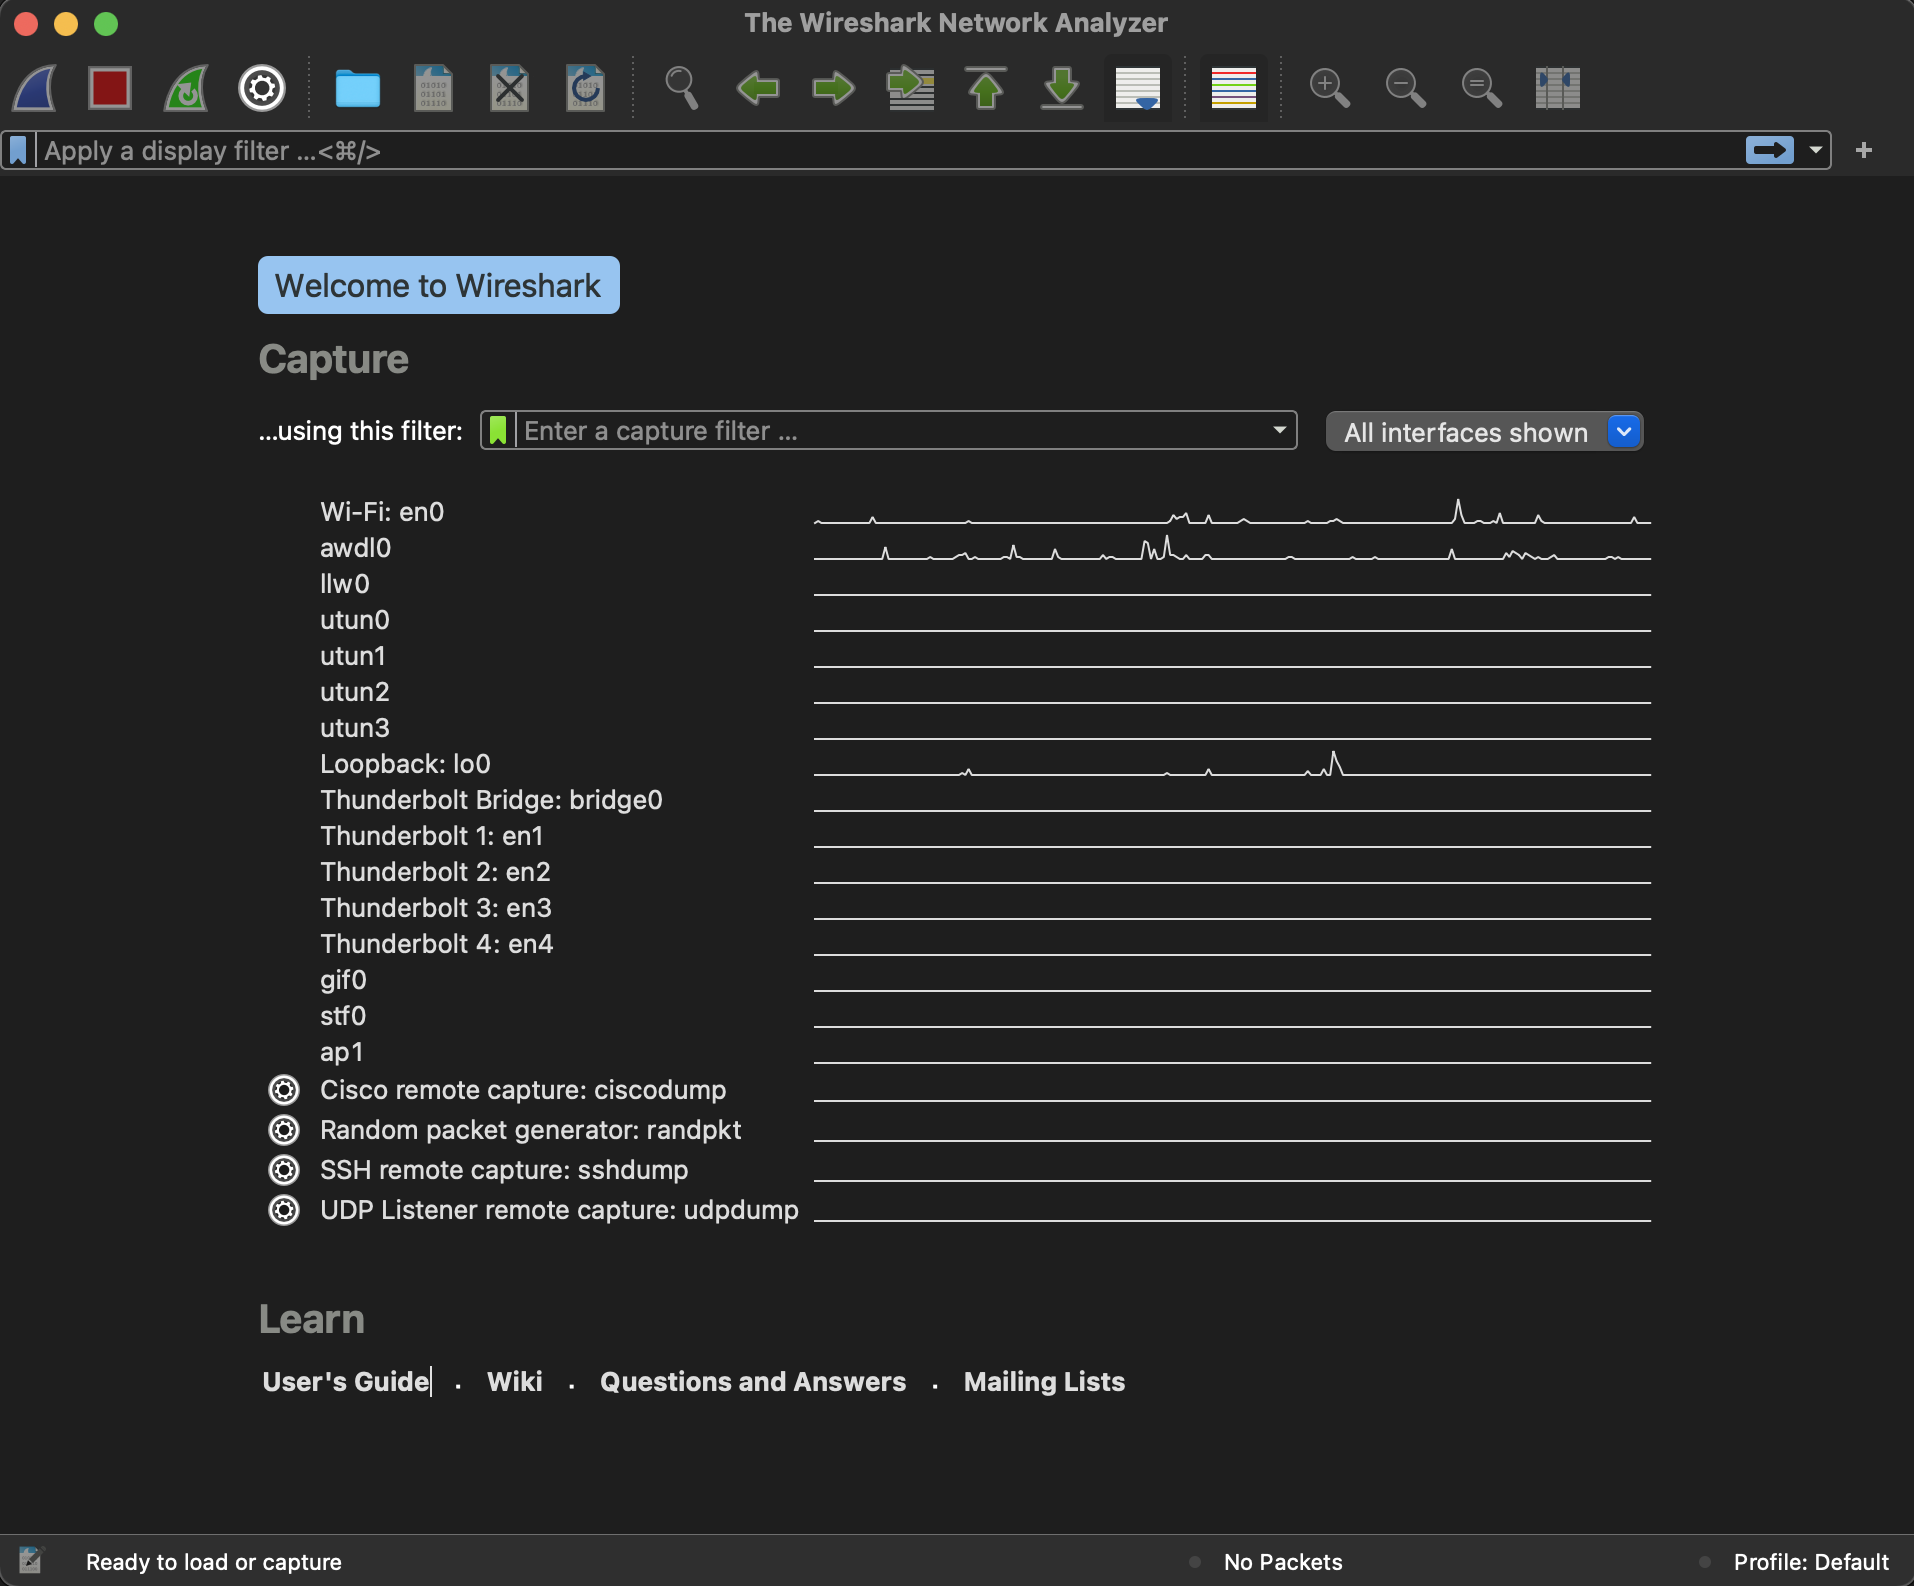 The Wireshark Network Analyzer
Apply a display filter ...<⌘/>
Welcome to Wireshark
Capture
...using this filter: Enter a capture filter ... All interfaces shown
Wi-Fi: en0
awdl0
llw0
utun0
utun1
utun2
utun3
Loopback: lo0
Thunderbolt Bridge: bridge0
Thunderbolt 1: en1
Thunderbolt 2: en2
Thunderbolt 3: en3
Thunderbolt 4: en4
gif0
stf0
ap1
Cisco remote capture: ciscodump
Random packet generator: randpkt
SSH remote capture: sshdump
UDP Listener remote capture: udpdump
Learn
User's Guide · Wiki · Questions and Answers · Mailing Lists
Ready to load or capture No Packets Profile: Default